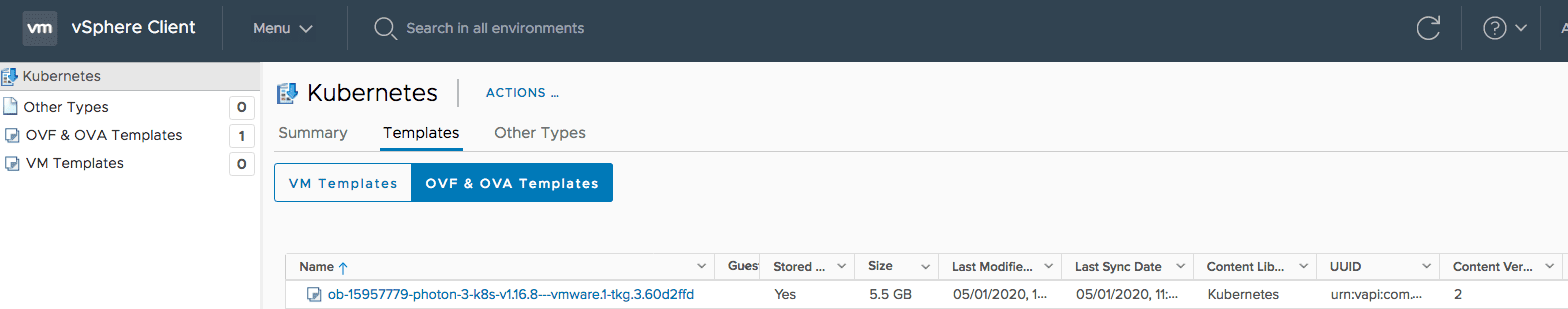 vm vSphere Client Menu Search in all environments ? A
Kubernetes
Other Types 0
OVF & OVA Templates 1
VM Templates 0
Kubernetes ACTIONS ...
Summary Templates Other Types
VM Templates OVF & OVA Templates
Name Guest Stored ... Size Last Modifie... Last Sync Date Content Lib... UUID Content Ver...
ob-15957779-photon-3-k8s-v1.16.8---vmware.1-tkg.3.60d2ffd Yes 5.5 GB 05/01/2020, 1... 05/01/2020, 11:... Kubernetes urn:vapi:com.... 2